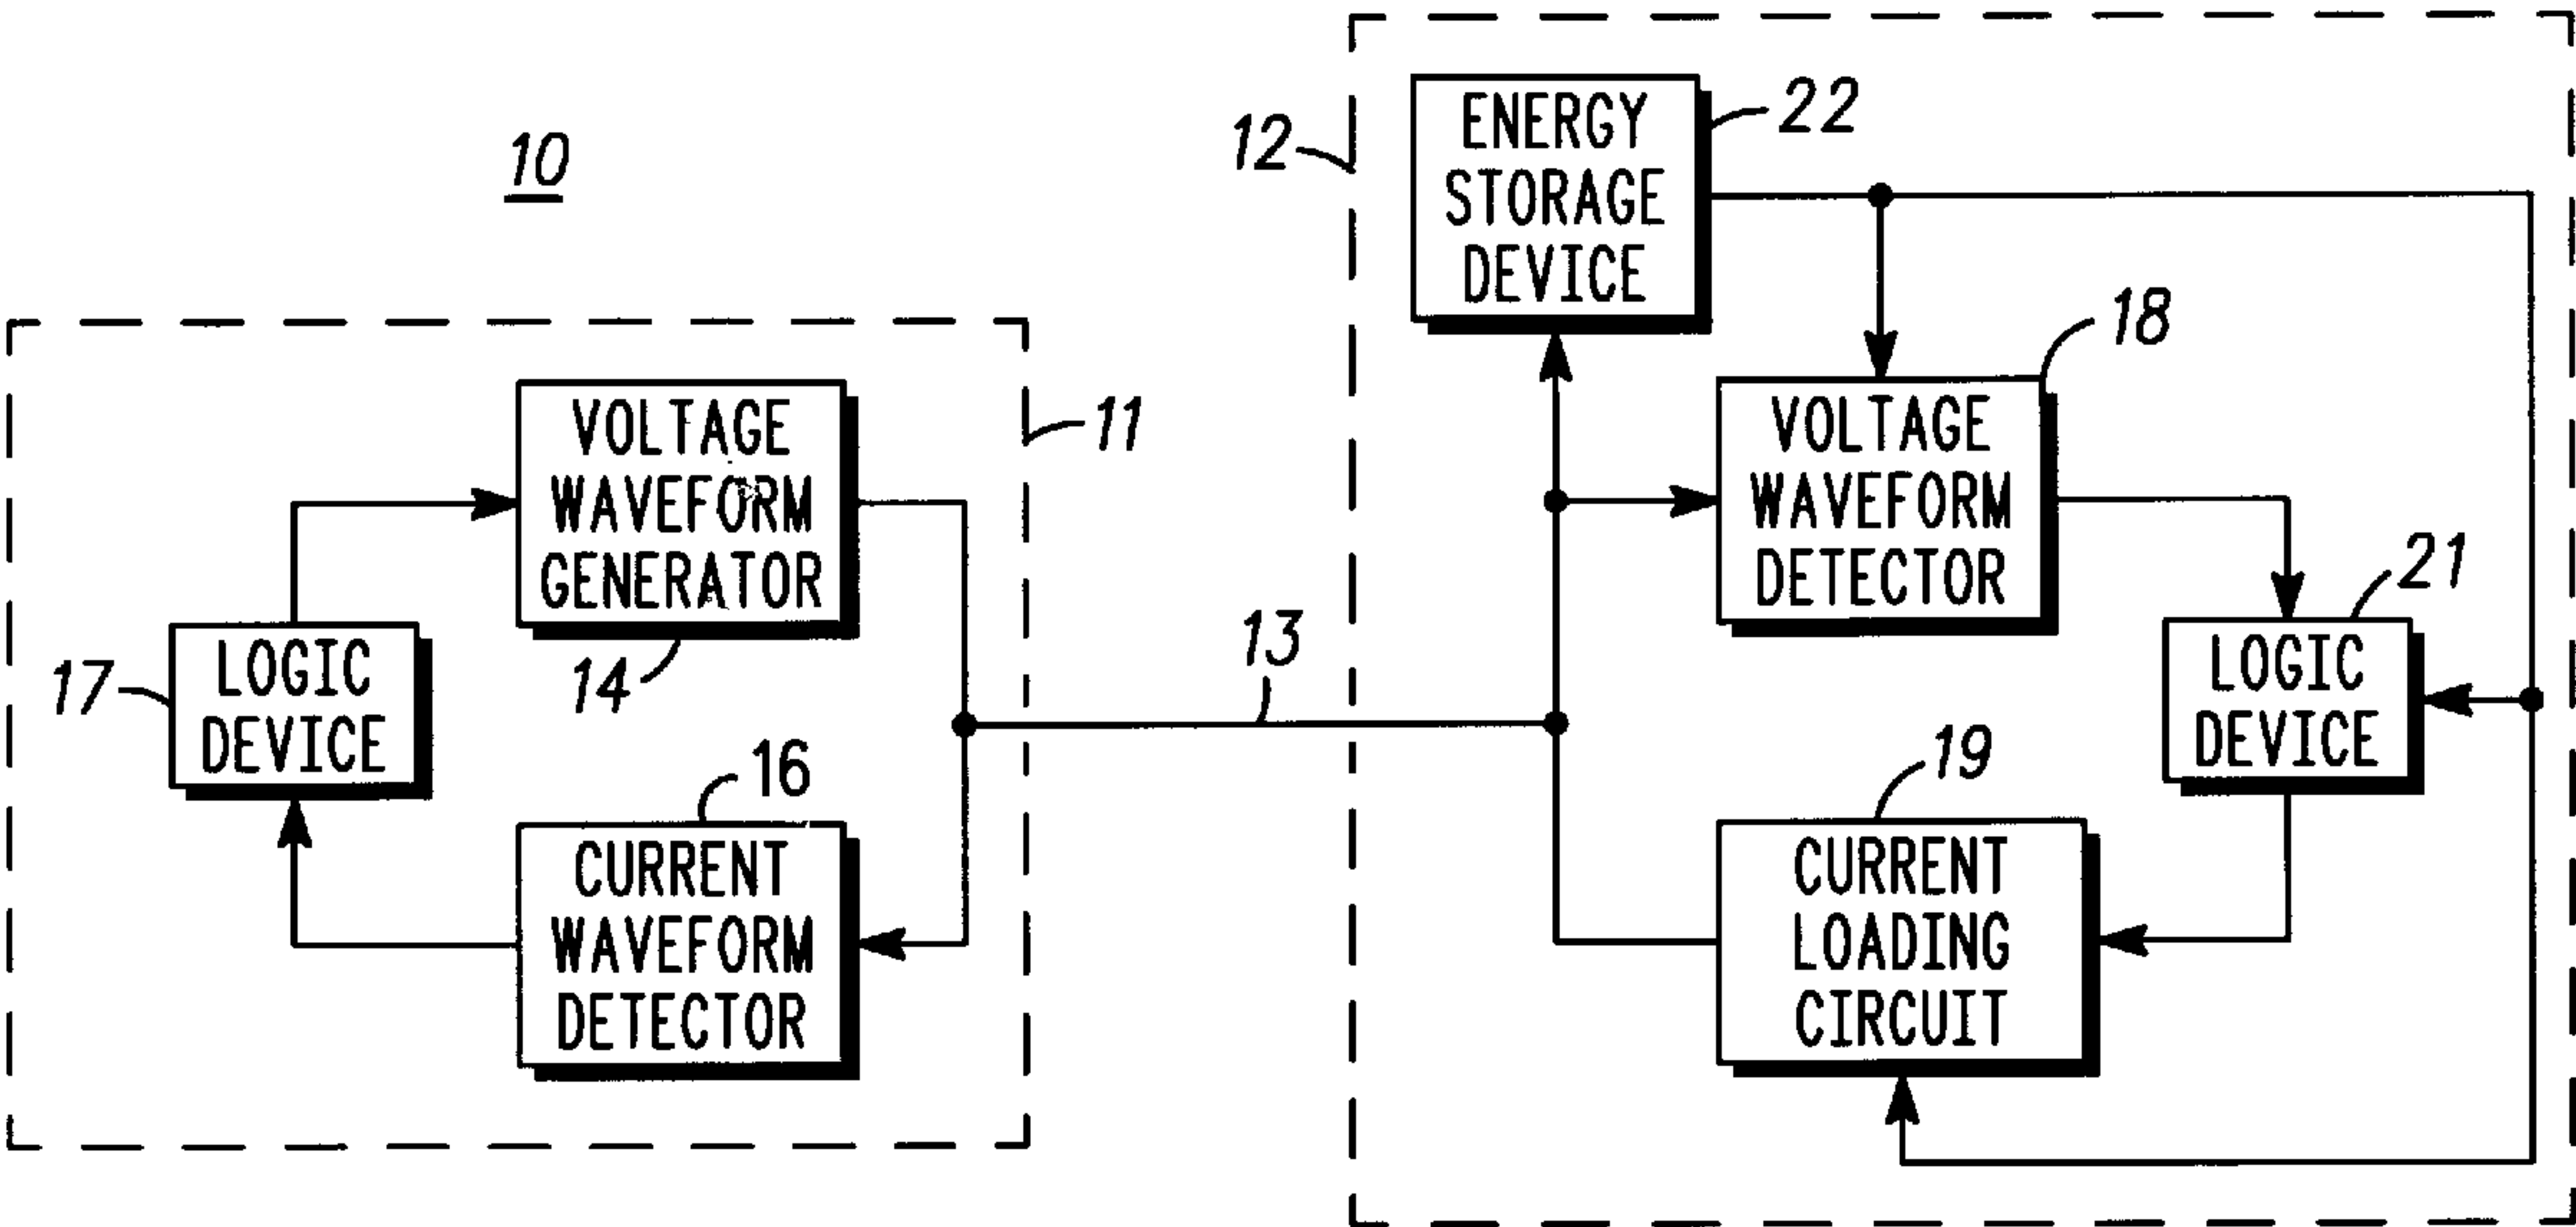 10
12
ENERGY
STORAGE
DEVICE
22
11
VOLTAGE
WAVEFORM
GENERATOR
14
17
LOGIC
DEVICE
16
CURRENT
WAVEFORM
DETECTOR
13
VOLTAGE
WAVEFORM
DETECTOR
18
21
LOGIC
DEVICE
19
CURRENT
LOADING
CIRCUIT